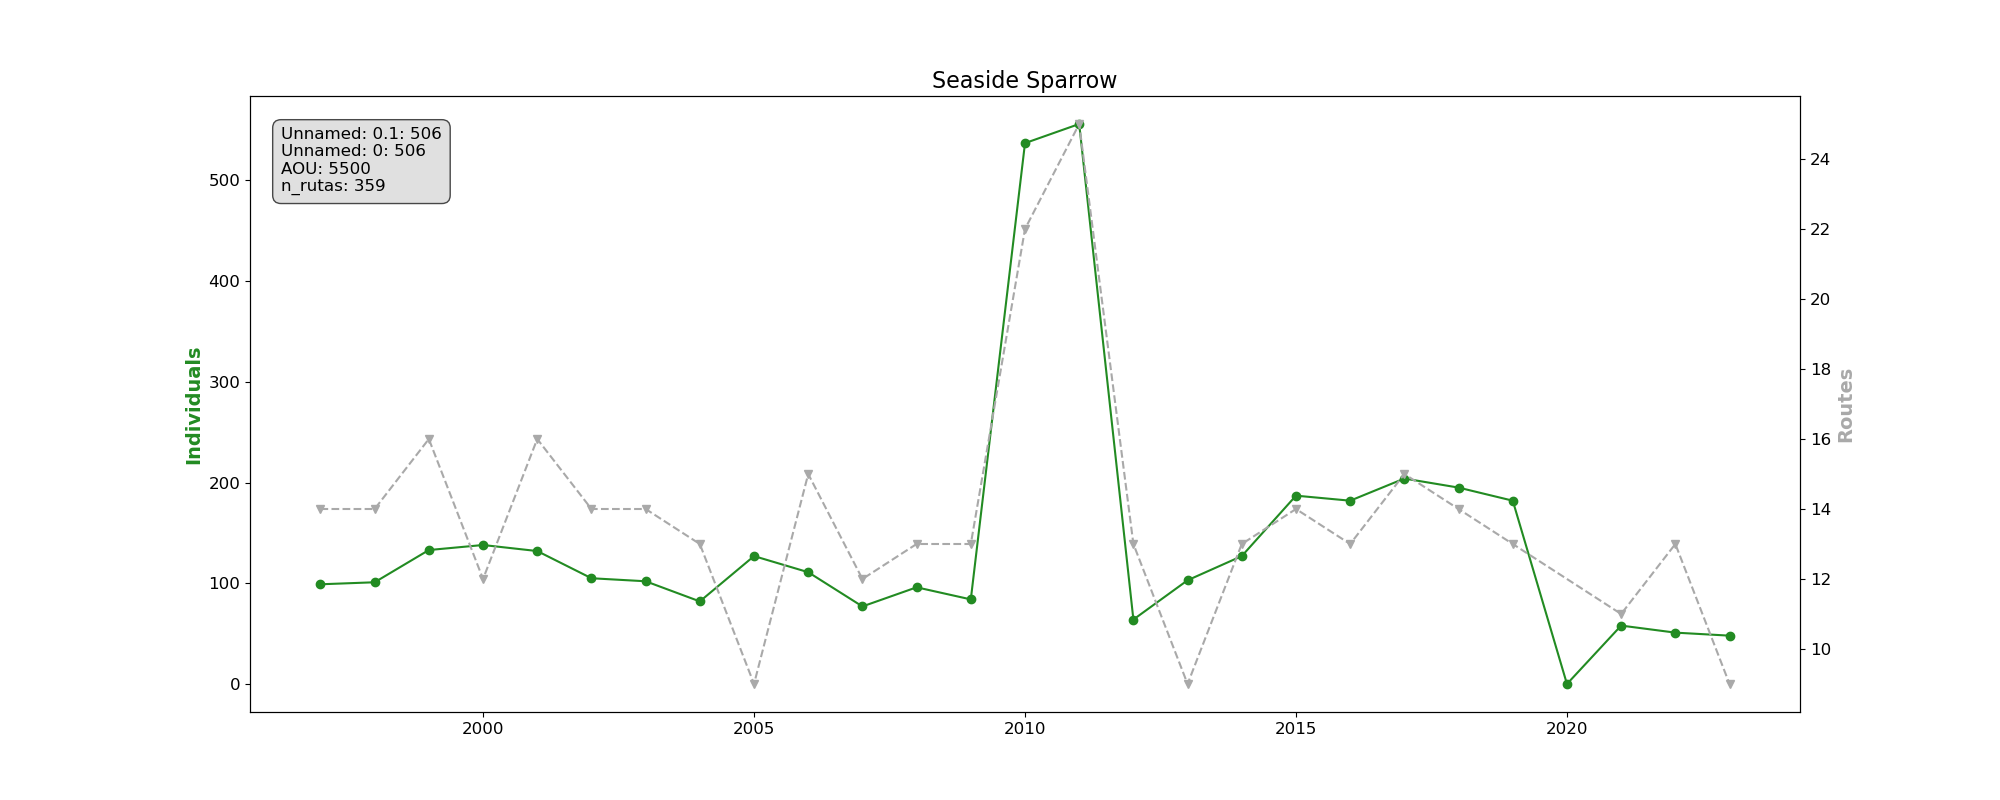 Seaside Sparrow
Unnamed: 0.1: 506
Unnamed: 0: 506
AOU: 5500
n_rutas: 359
Individuals
500
400
300
200
100
0
24
22
20
18
16
14
12
10
Routes
2000 2005 2010 2015 2020